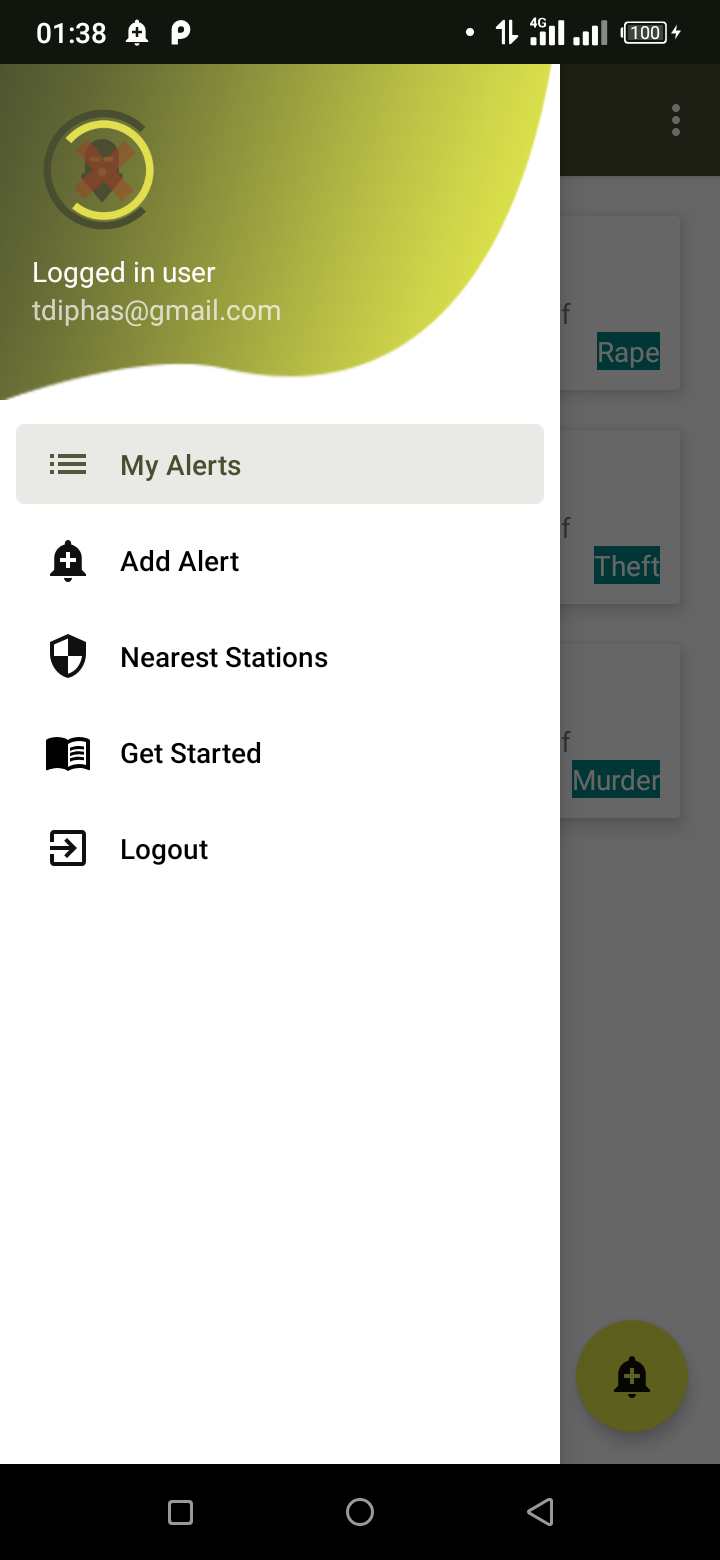 01:38
4G
100
Logged in user
tdiphas@gmail.com
f
Rape
My Alerts
f
Theft
Add Alert
Nearest Stations
f
Murder
Get Started
Logout